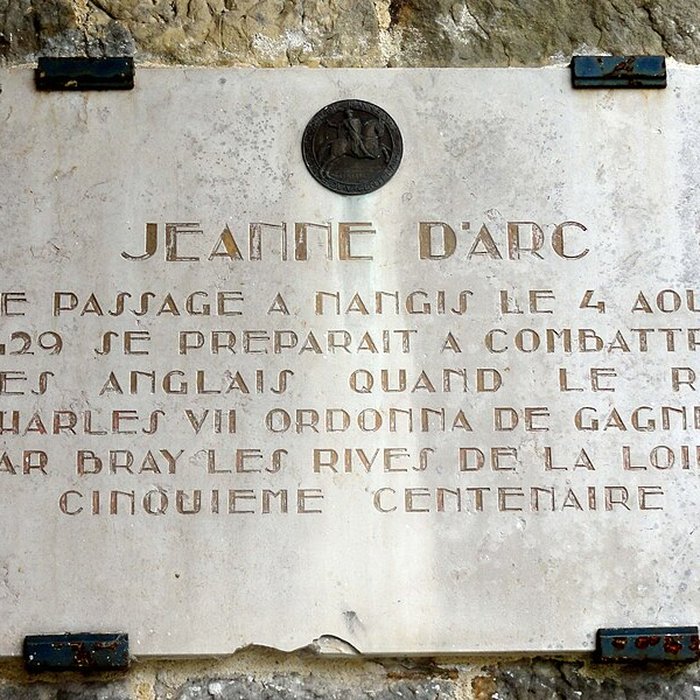 JEANNE D'ARC
E PASSAGE A NANGIS LE 4 AOU
429 SE PREPARAIT A COMBATTR
ES ANGLAIS QUAND LE R
HARLES VII ORDONNA DE GAGNE
AR BRAY LES RIVES DE LA LOI
CINQUIEME CENTENAIRE